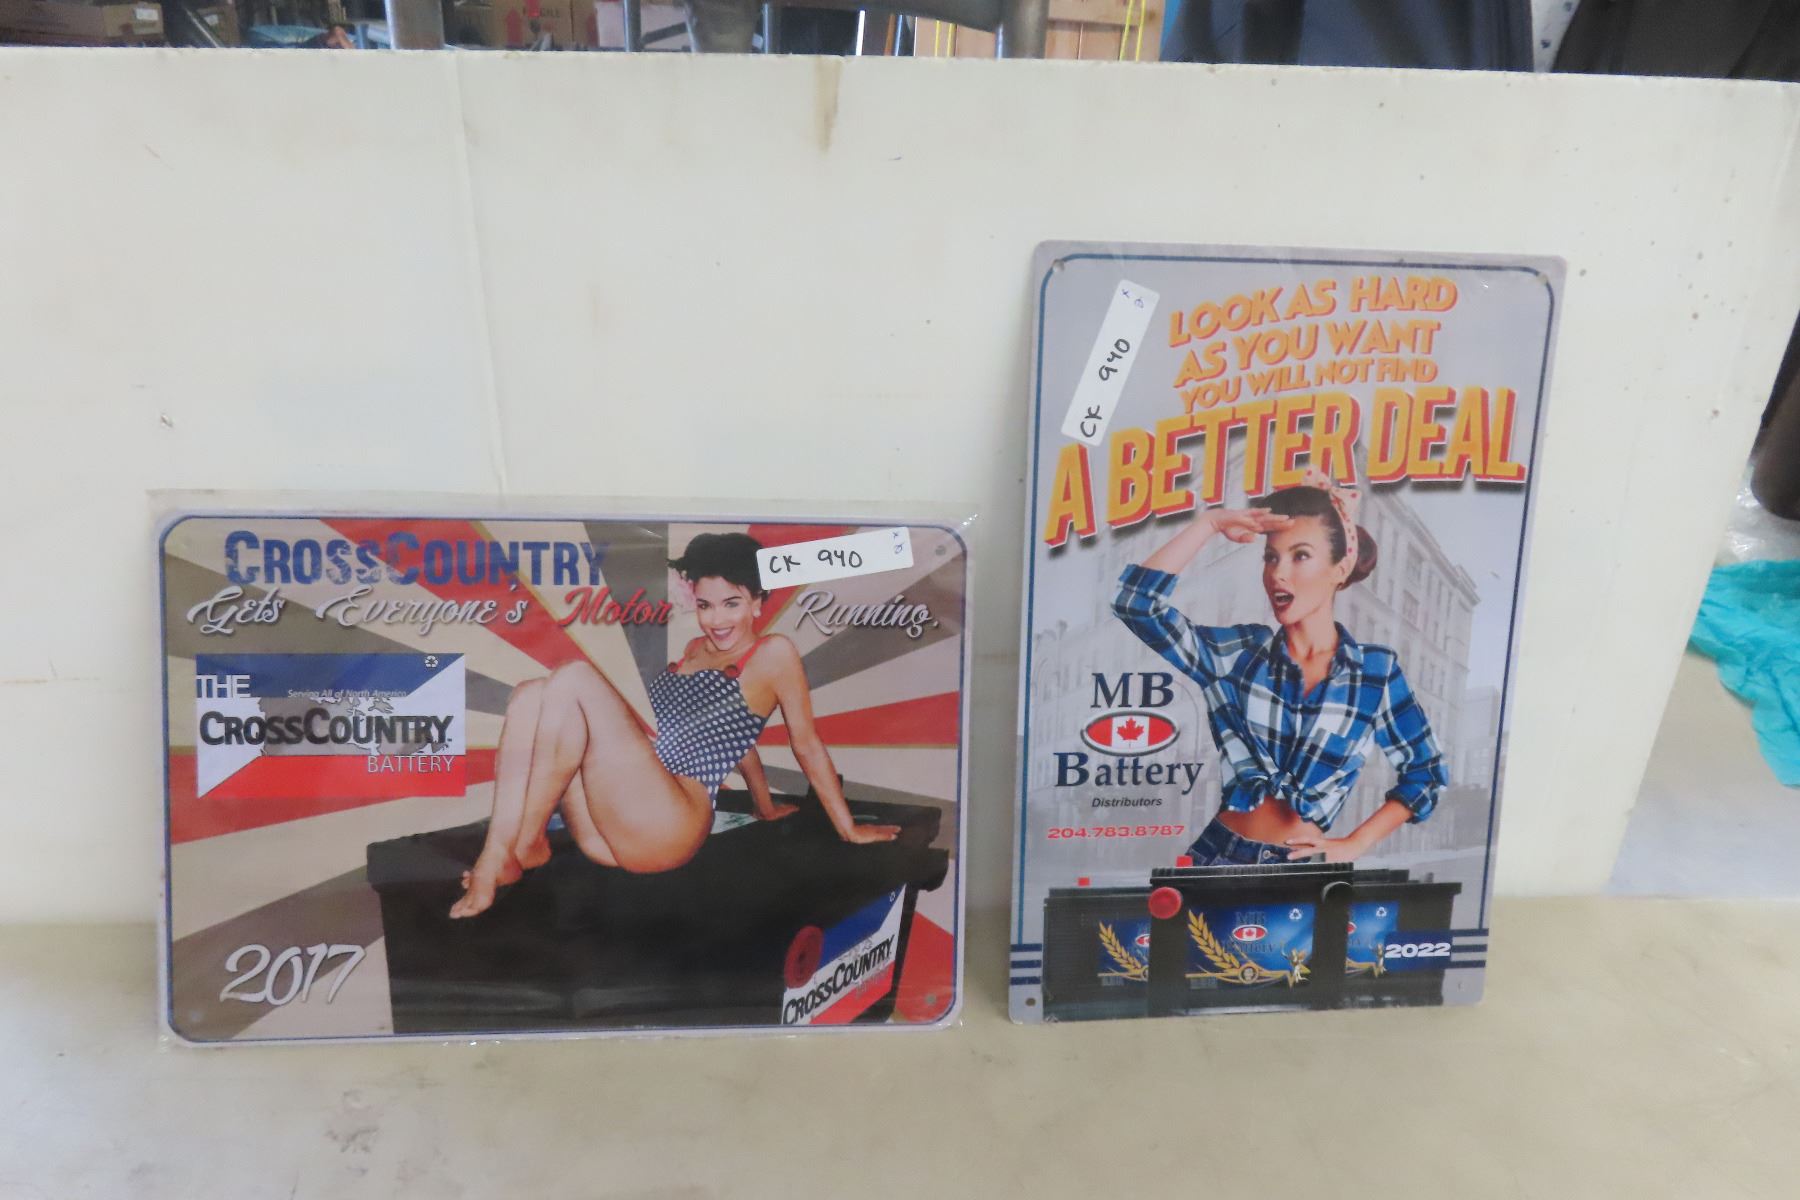 CROSSCOUNTRY
CK 940
Gets Everyone's Motor Running.
THE
Serving All of North America
CROSSCOUNTRY
BATTERY
2017
CROSSCOUNTRY
CK 940
LOOK AS HARD
AS YOU WANT
YOU WILL NOT FIND
A BETTER DEAL
MB
Battery
Distributors
204.783.8787
MB
2022